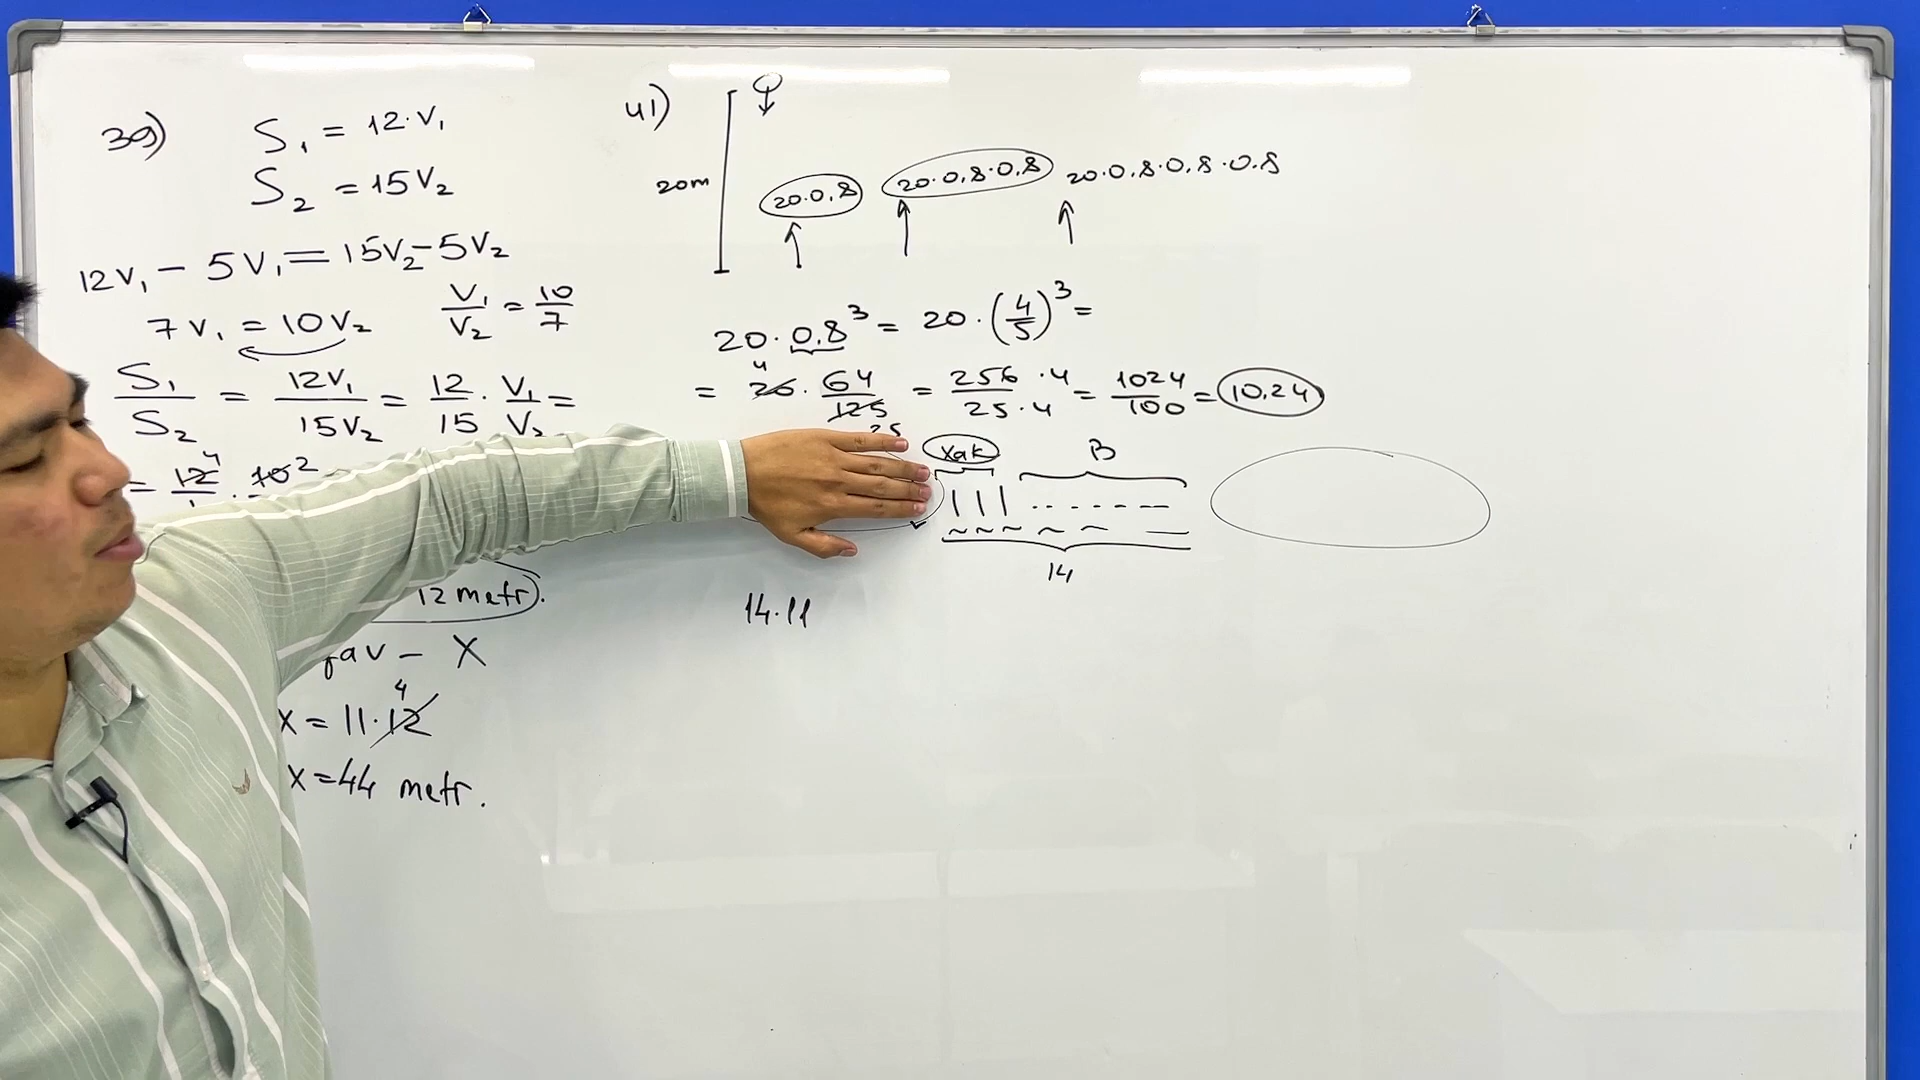 39)
S₁ = 12·V₁
S₂ = 15V₂
12V₁ - 5V₁ = 15V₂ - 5V₂
7V₁ = 10V₂
V₁/V₂ = 10/7
S₁/S₂ = 12V₁/15V₂ = 12/15 · V₁/V₂ =
12 metr.
X
x = 11·12
4
x = 44 metr.
41)
20m
20·0,8
20·0,8·0,8
20·0,8·0,8·0,8
20·0,8³ = 20·(4/5)³ =
= 20 · 64/125 = 256·4/25·4 = 1024/100 = 10,24
4
25
xak
B
14
14·11